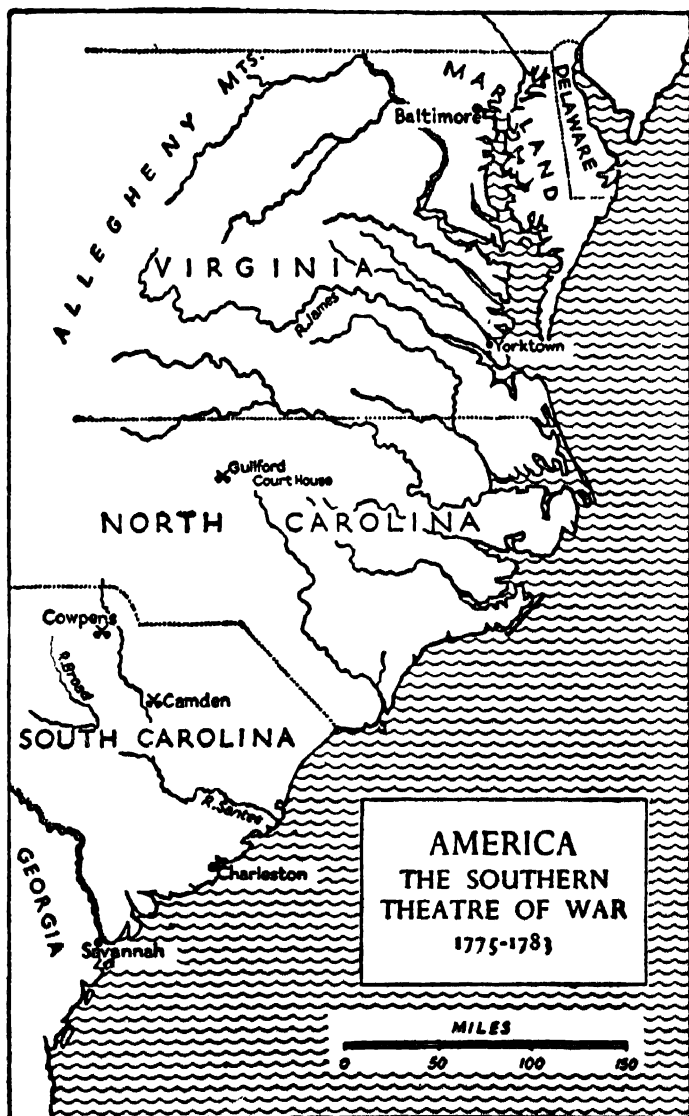 ALLEGHENY MTS.
MARYLAND
DELAWARE
Baltimore
VIRGINIA
R. James
Yorktown
Guilford
Court House
NORTH CAROLINA
Cowpens
R. Broad
Camden
SOUTH CAROLINA
R. Santee
Charleston
GEORGIA
Savannah
AMERICA
THE SOUTHERN
THEATRE OF WAR
1775-1783
MILES
0 50 100 150